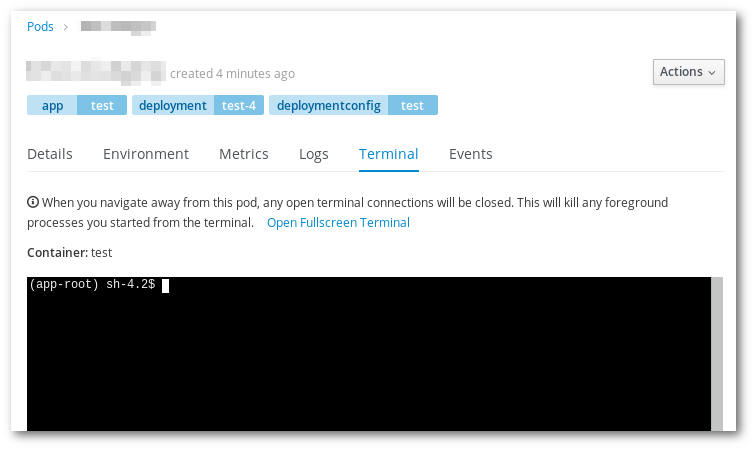 Pods >
created 4 minutes ago
Actions
app test deployment test-4 deploymentconfig test
Details Environment Metrics Logs Terminal Events
When you navigate away from this pod, any open terminal connections will be closed. This will kill any foreground
processes you started from the terminal. Open Fullscreen Terminal
Container: test
(app-root) sh-4.2$